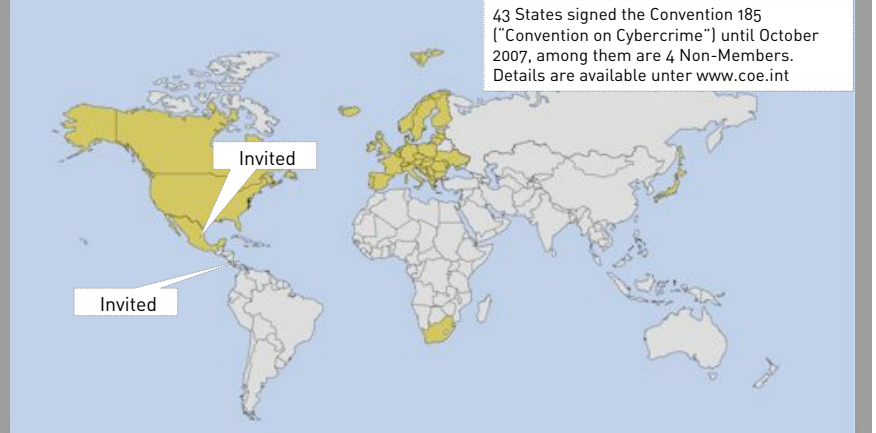 43 States signed the Convention 185
("Convention on Cybercrime") until October
2007, among them are 4 Non-Members.
Details are available unter www.coe.int
Invited
Invited